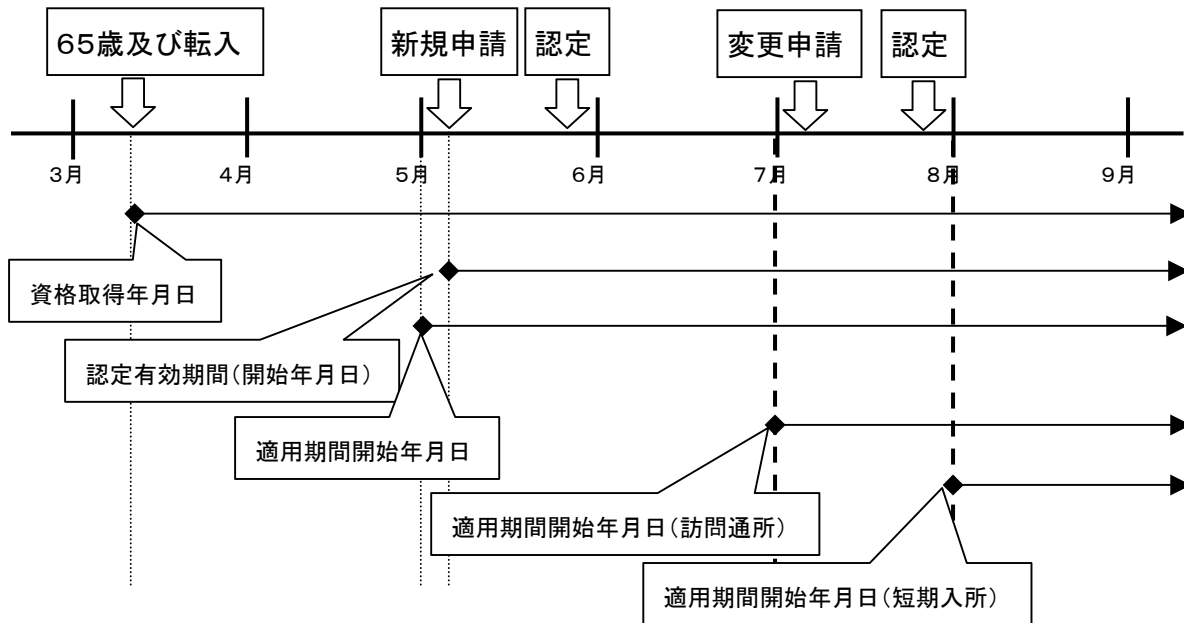 65歳及び転入
新規申請
認定
変更申請
認定
3月
4月
5月
6月
7月
8月
9月
資格取得年月日
認定有効期間(開始年月日)
適用期間開始年月日
適用期間開始年月日(訪問通所)
適用期間開始年月日(短期入所)